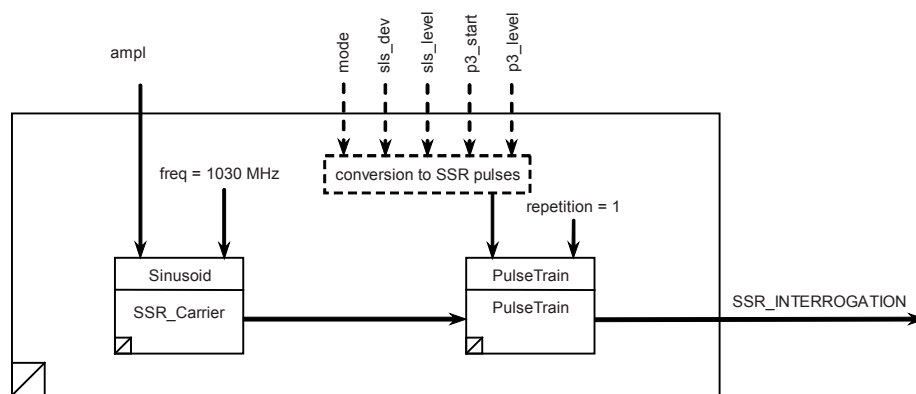 ampl
mode
sls_dev
sls_level
p3_start
p3_level
freq = 1030 MHz
conversion to SSR pulses
repetition = 1
Sinusoid
SSR_Carrier
PulseTrain
PulseTrain
SSR_INTERROGATION